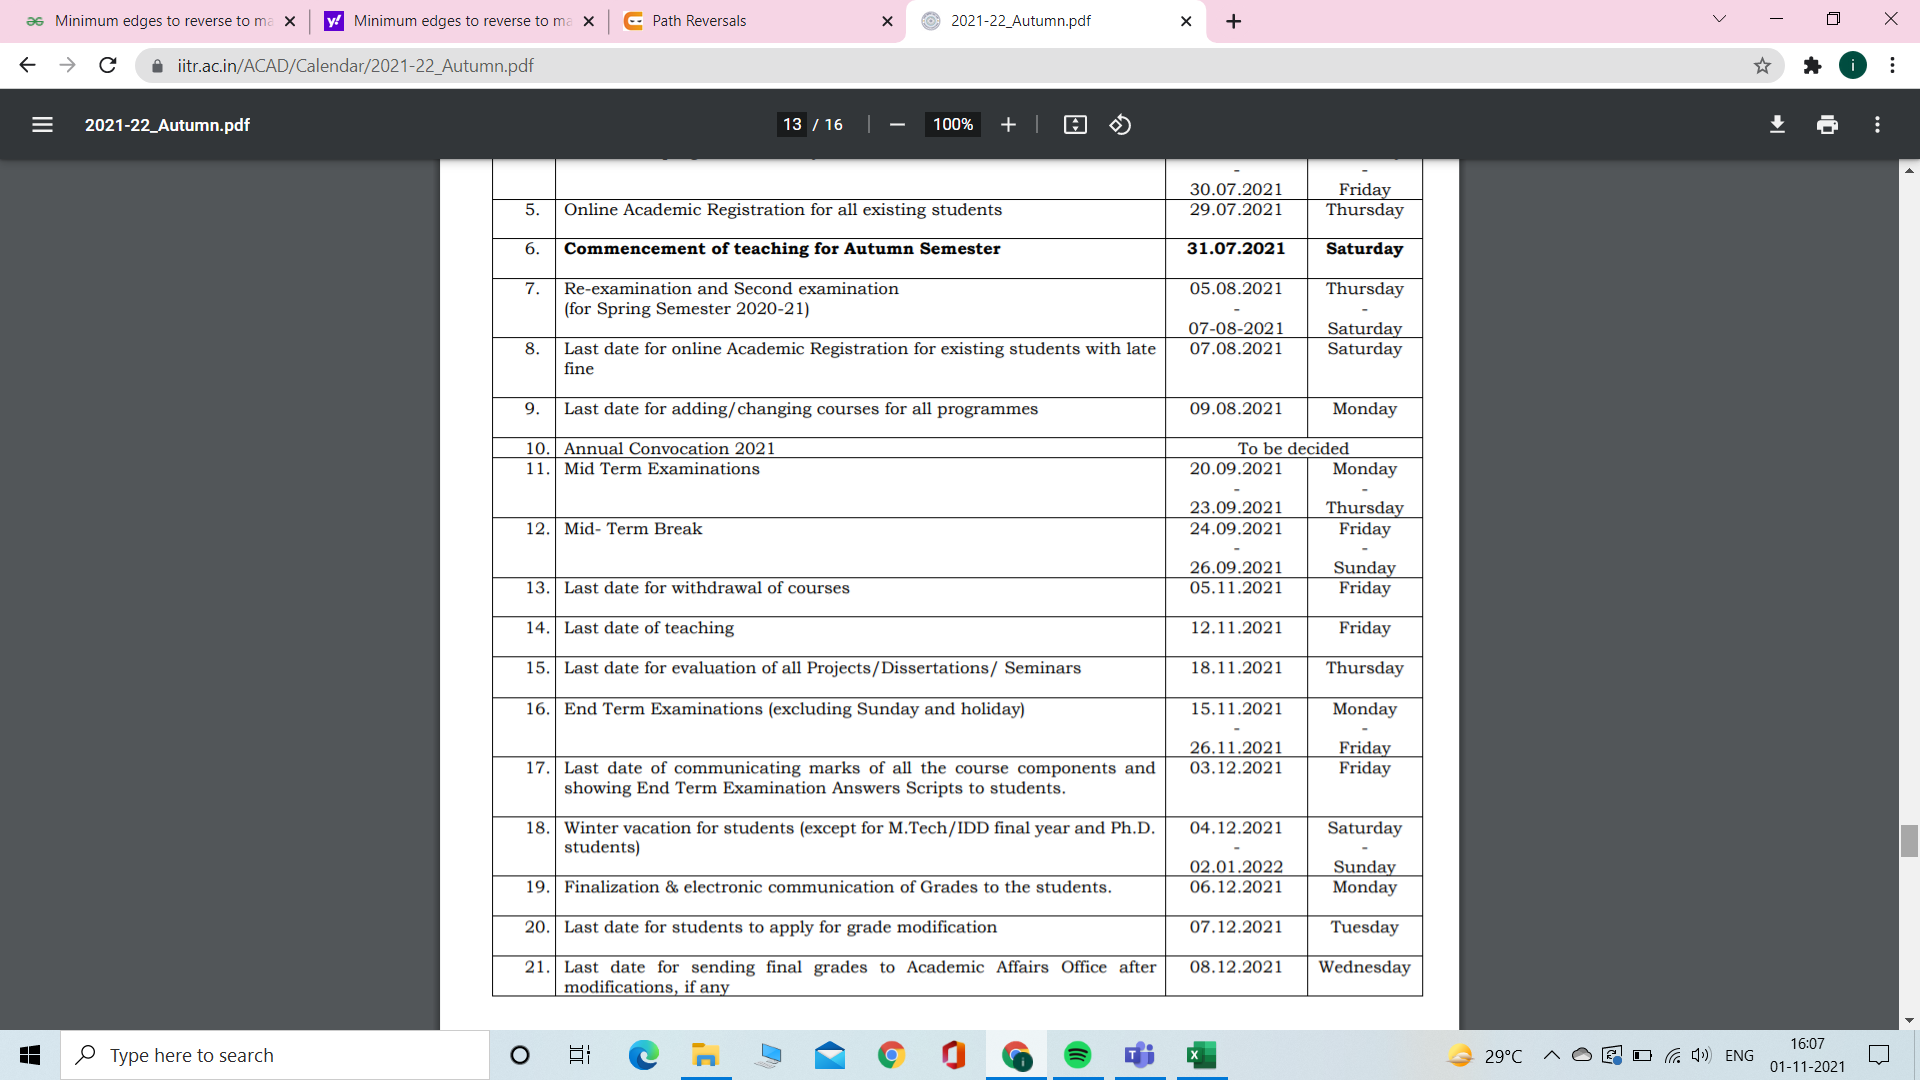 Minimum edges to reverse to ma
Minimum edges to reverse to ma
Path Reversals
2021-22_Autumn.pdf
iitr.ac.in/ACAD/Calendar/2021-22_Autumn.pdf
i
2021-22_Autumn.pdf
13 / 16
100%
-
-
30.07.2021 Friday
5. Online Academic Registration for all existing students 29.07.2021 Thursday
6. Commencement of teaching for Autumn Semester 31.07.2021 Saturday
7. Re-examination and Second examination 05.08.2021 Thursday
(for Spring Semester 2020-21) - -
07-08-2021 Saturday
8. Last date for online Academic Registration for existing students with late 07.08.2021 Saturday
fine
9. Last date for adding/changing courses for all programmes 09.08.2021 Monday
10. Annual Convocation 2021 To be decided
11. Mid Term Examinations 20.09.2021 Monday
- -
23.09.2021 Thursday
12. Mid- Term Break 24.09.2021 Friday
- -
26.09.2021 Sunday
13. Last date for withdrawal of courses 05.11.2021 Friday
14. Last date of teaching 12.11.2021 Friday
15. Last date for evaluation of all Projects/Dissertations/ Seminars 18.11.2021 Thursday
16. End Term Examinations (excluding Sunday and holiday) 15.11.2021 Monday
- -
26.11.2021 Friday
17. Last date of communicating marks of all the course components and 03.12.2021 Friday
showing End Term Examination Answers Scripts to students.
18. Winter vacation for students (except for M.Tech/IDD final year and Ph.D. 04.12.2021 Saturday
students) - -
02.01.2022 Sunday
19. Finalization & electronic communication of Grades to the students. 06.12.2021 Monday
20. Last date for students to apply for grade modification 07.12.2021 Tuesday
21. Last date for sending final grades to Academic Affairs Office after 08.12.2021 Wednesday
modifications, if any
Type here to search
29°C
ENG
16:07
01-11-2021